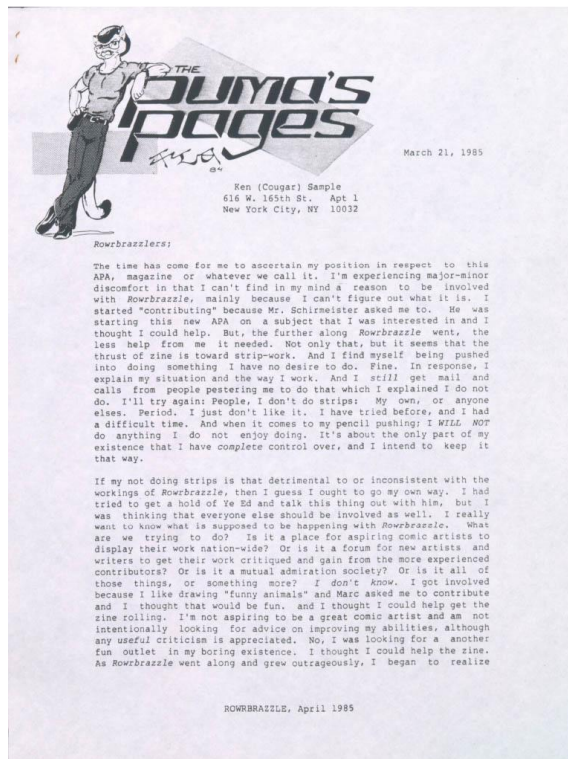 THE
PUMA'S
PAGES
84
March 21, 1985
Ken (Cougar) Sample
616 W. 165th St.   Apt 1
New York City, NY  10032
Rowrbrazzlers;
The time has come for me to ascertain my position in respect to this
APA, magazine or whatever we call it.  I'm experiencing major-minor
discomfort in that I can't find in my mind a reason to be involved
with Rowrbrazzle, mainly because I can't figure out what it is.  I
started "contributing" because Mr. Schirmeister asked me to.  He was
starting this new APA on a subject that I was interested in and I
thought I could help.  But, the further along Rowrbrazzle went, the
less help from me it needed.  Not only that, but it seems that the
thrust of zine is toward strip-work.  And I find myself being pushed
into doing something I have no desire to do.  Fine.  In response, I
explain my situation and the way I work.  And I still get mail and
calls from people pestering me to do that which I explained I do not
do.  I'll try again: People, I don't do strips:  My own, or anyone
elses.  Period.  I just don't like it.  I have tried before, and I had
a difficult time.  And when it comes to my pencil pushing; I WILL NOT
do anything I do not enjoy doing.  It's about the only part of my
existence that I have complete control over, and I intend to keep it
that way.
If my not doing strips is that detrimental to or inconsistent with the
workings of Rowrbrazzle, then I guess I ought to go my own way.  I had
tried to get a hold of Ye Ed and talk this thing out with him, but I
was thinking that everyone else should be involved as well.  I really
want to know what is supposed to be happening with Rowrbrazzle.  What
are we trying to do?  Is it a place for aspiring comic artists to
display their work nation-wide?  Or is it a forum for new artists and
writers to get their work critiqued and gain from the more experienced
contributors?  Or is it a mutual admiration society?  Or is it all of
those things, or something more?  I don't know.  I got involved
because I like drawing "funny animals" and Marc asked me to contribute
and I thought that would be fun. and I thought I could help get the
zine rolling.  I'm not aspiring to be a great comic artist and am not
intentionally looking for advice on improving my abilities, although
any useful criticism is appreciated.  No, I was looking for a another
fun outlet in my boring existence.  I thought I could help the zine.
As Rowrbrazzle went along and grew outrageously, I began to realize
ROWRBRAZZLE, April 1985